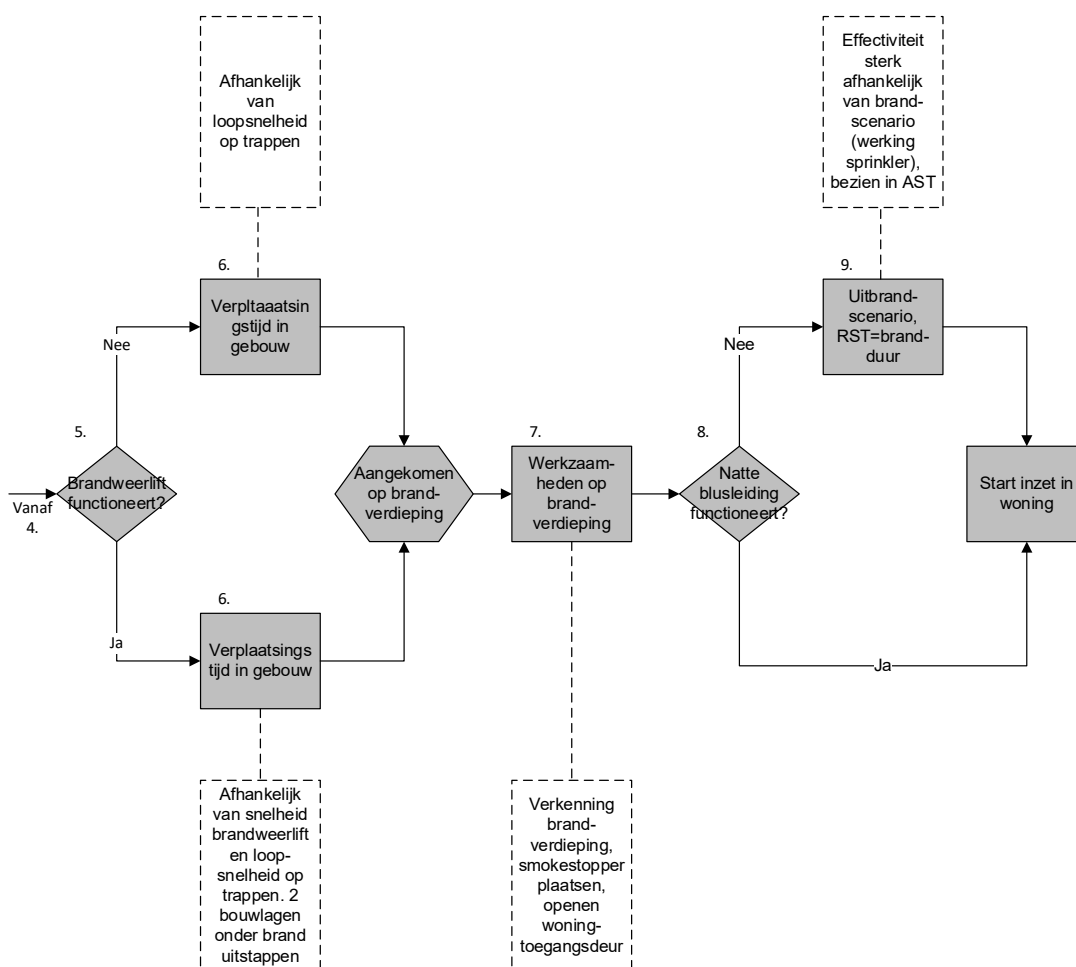 Afhankelijk
van
loopsnelheid
op trappen
Effectiviteit
sterk
afhankelijk
van brand-
scenario
(werking
sprinkler),
bezien in AST
6.
Verpltaaatsin
gstijd in
gebouw
9.
Uitbrand-
scenario,
RST=brand-
duur
Nee
Nee
5.
Brandweerlift
functioneert?
Vanaf
4.
Aangekomen
op brand-
verdieping
7.
Werkzaam-
heden op
brand-
verdieping
8.
Natte
blusleiding
functioneert?
Start inzet in
woning
6.
Ja
Verplaatsings
tijd in gebouw
Ja
Afhankelijk
van snelheid
brandweerlift
en loop-
snelheid op
trappen. 2
bouwlagen
onder brand
uitstappen
Verkenning
brand-
verdieping,
smokestopper
plaatsen,
openen
woning-
toegangsdeur